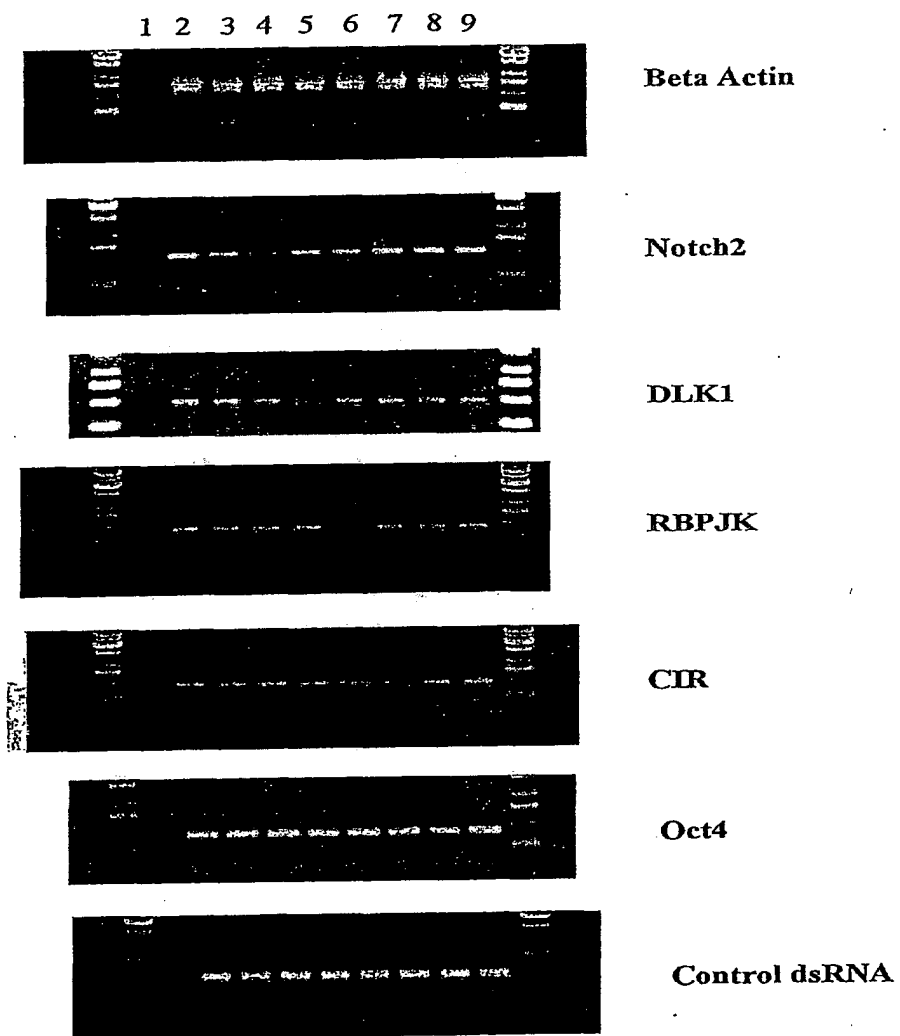 1 2 3 4 5 6 7 8 9
Beta Actin
Notch2
DLK1
RBPJK
CIR
Oct4
Control dsRNA